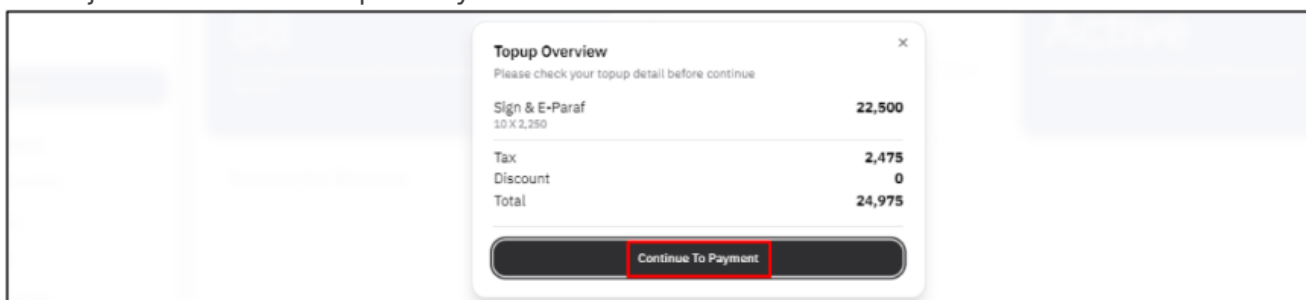 Topup Overview
×
Please check your topup detail before continue
Sign & E-Paraf 22,500
10 X 2,250
Tax 2,475
Discount 0
Total 24,975
Continue To Payment